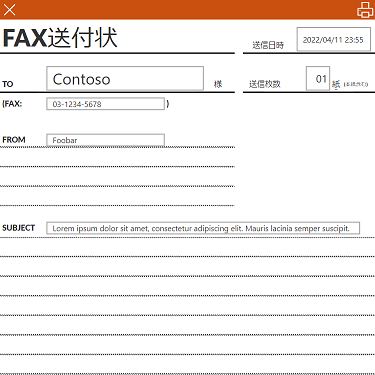 FAX送付状
送信日時 2022/04/11 23:55
TO Contoso 様
送信枚数 01 紙 (本紙含む)
(FAX: 03-1234-5678 )
FROM Foobar
SUBJECT Lorem ipsum dolor sit amet, consectetur adipiscing elit. Mauris lacinia semper suscipit.